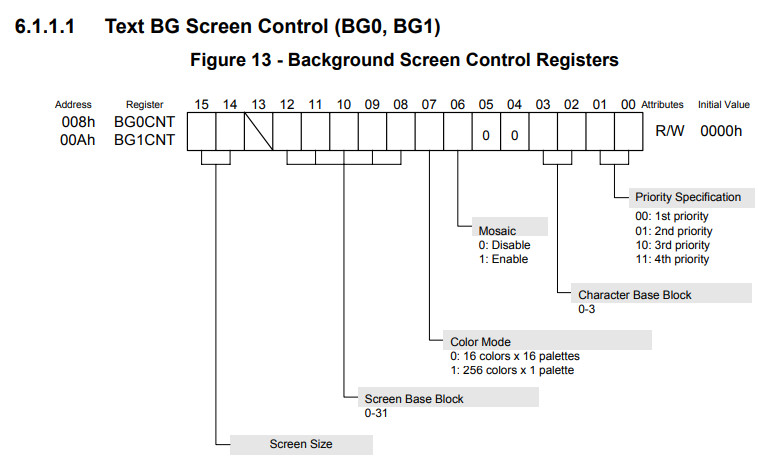 6.1.1.1 Text BG Screen Control (BG0, BG1)
Figure 13 - Background Screen Control Registers
Address Register 15 14 13 12 11 10 09 08 07 06 05 04 03 02 01 00 Attributes Initial Value
008h BG0CNT
00Ah BG1CNT
0 0
R/W 0000h
Priority Specification
00: 1st priority
01: 2nd priority
10: 3rd priority
11: 4th priority
Mosaic
0: Disable
1: Enable
Character Base Block
0-3
Color Mode
0: 16 colors x 16 palettes
1: 256 colors x 1 palette
Screen Base Block
0-31
Screen Size